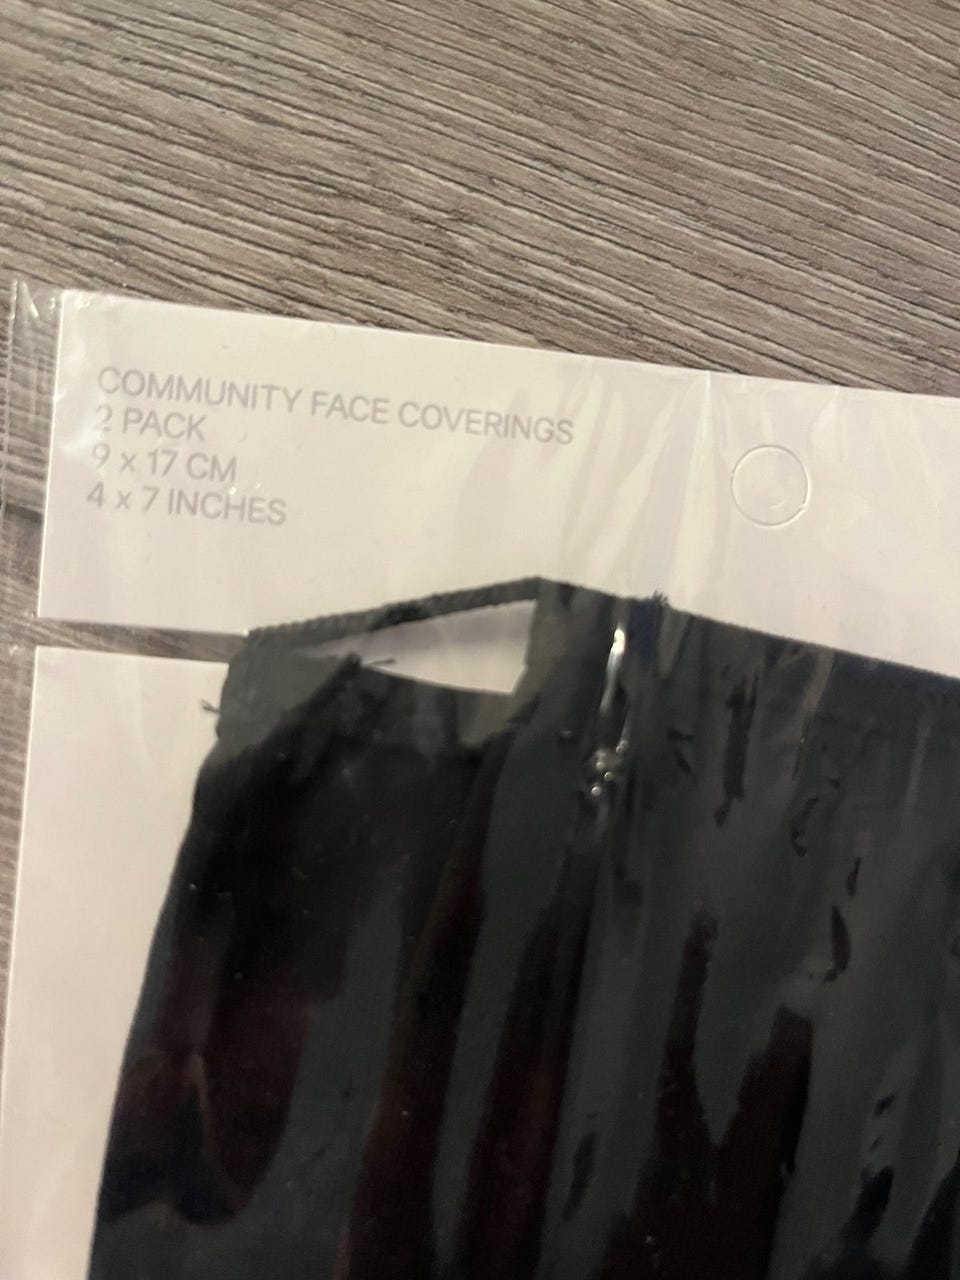 COMMUNITY FACE COVERINGS
2 PACK
9 x 17 CM
4 x 7 INCHES